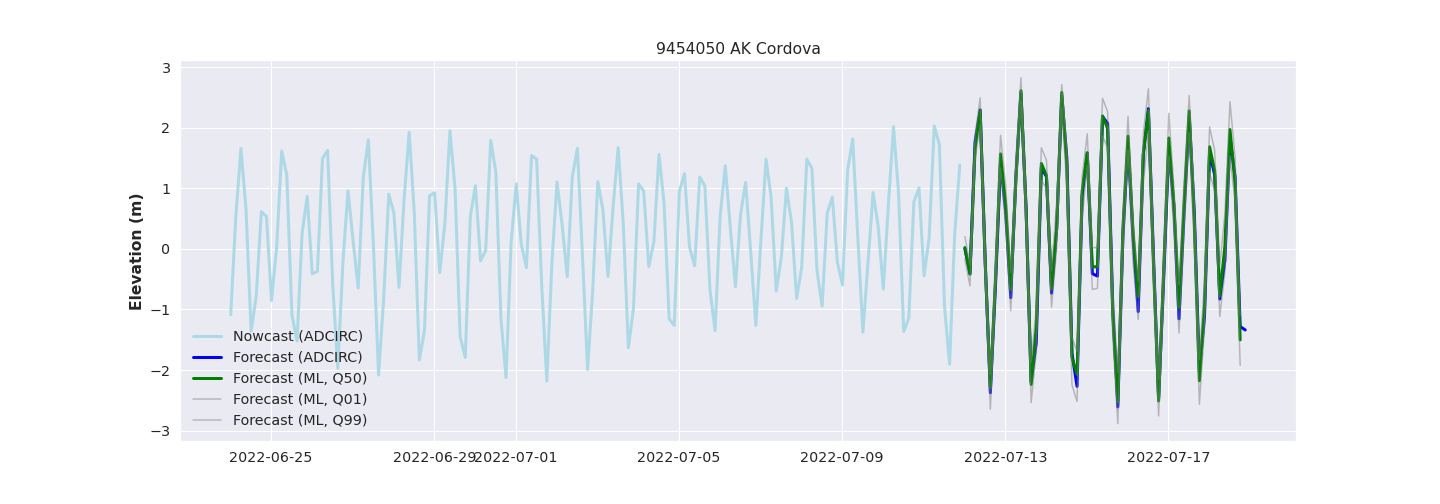 9454050 AK Cordova
3
2
1
0
−1
−2
−3
Elevation (m)
Nowcast (ADCIRC)
Forecast (ADCIRC)
Forecast (ML, Q50)
Forecast (ML, Q01)
Forecast (ML, Q99)
2022-06-25 2022-06-29 2022-07-01 2022-07-05 2022-07-09 2022-07-13 2022-07-17